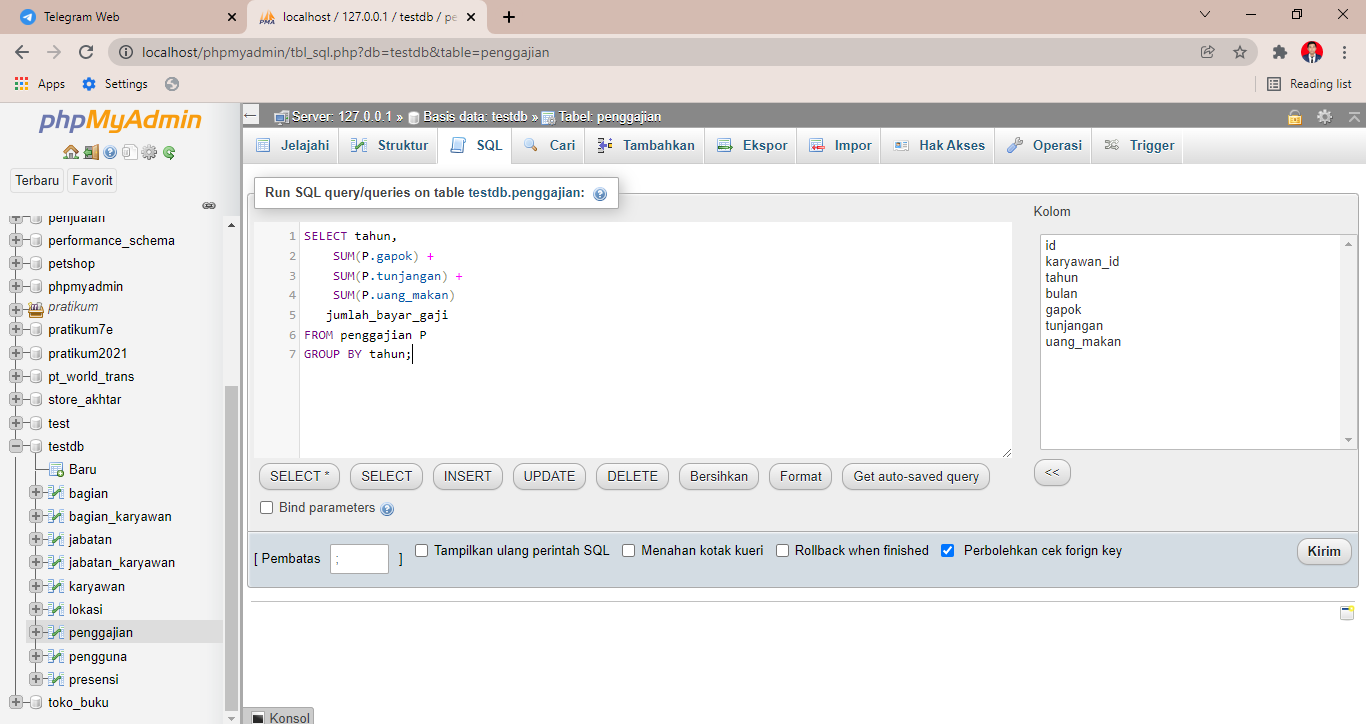 Telegram Web
localhost / 127.0.0.1 / testdb / pe
localhost/phpmyadmin/tbl_sql.php?db=testdb&table=penggajian
Apps
Settings
Reading list
phpMyAdmin
Terbaru
Favorit
penjualan
performance_schema
petshop
phpmyadmin
pratikum
pratikum7e
pratikum2021
pt_world_trans
store_akhtar
test
testdb
Baru
bagian
bagian_karyawan
jabatan
jabatan_karyawan
karyawan
lokasi
penggajian
pengguna
presensi
toko_buku
Server: 127.0.0.1 » Basis data: testdb » Tabel: penggajian
Jelajahi Struktur SQL Cari Tambahkan Ekspor Impor Hak Akses Operasi Trigger
Run SQL query/queries on table testdb.penggajian:
1 SELECT tahun,
2 SUM(P.gapok) +
3 SUM(P.tunjangan) +
4 SUM(P.uang_makan)
5 jumlah_bayar_gaji
6 FROM penggajian P
7 GROUP BY tahun;
Kolom
id
karyawan_id
tahun
bulan
gapok
tunjangan
uang_makan
<<
SELECT * SELECT INSERT UPDATE DELETE Bersihkan Format Get auto-saved query
Bind parameters
[ Pembatas ; ] Tampilkan ulang perintah SQL Menahan kotak kueri Rollback when finished Perbolehkan cek forign key Kirim
Konsol